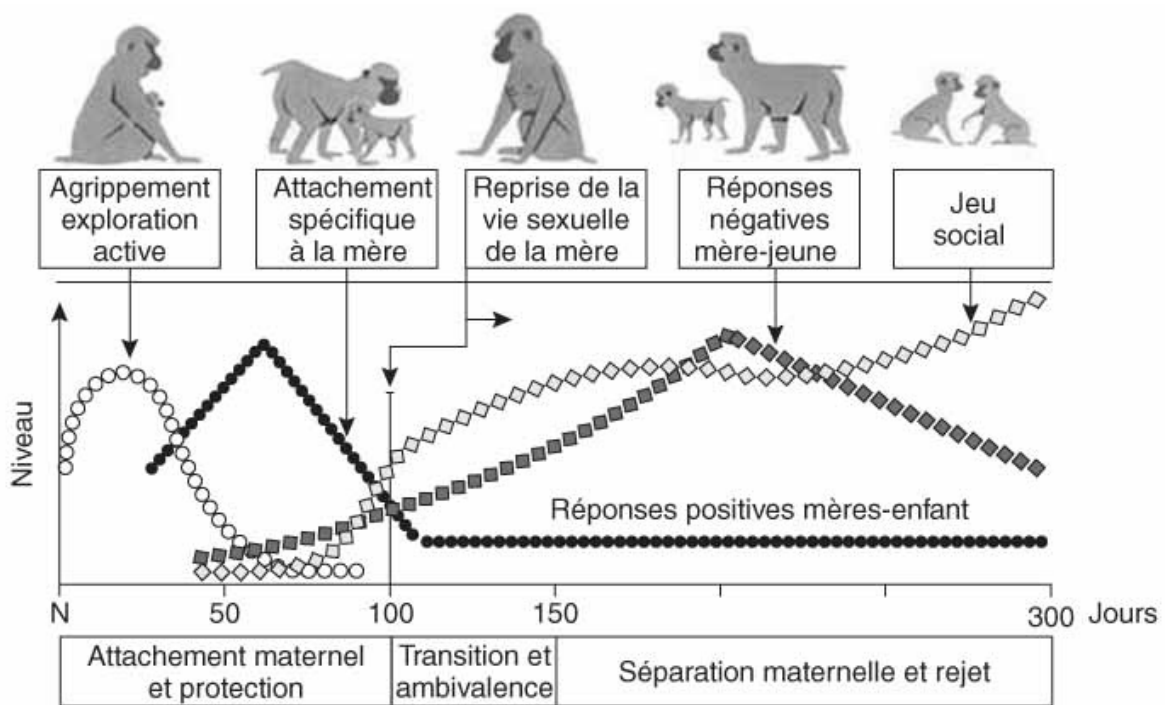 Agrippement
exploration
active
Attachement
spécifique
à la mère
Reprise de la
vie sexuelle
de la mère
Réponses
négatives
mère-jeune
Jeu
social
Niveau
Réponses positives mères-enfant
N 50 100 150 300 Jours
Attachement maternel
et protection
Transition et
ambivalence
Séparation maternelle et rejet